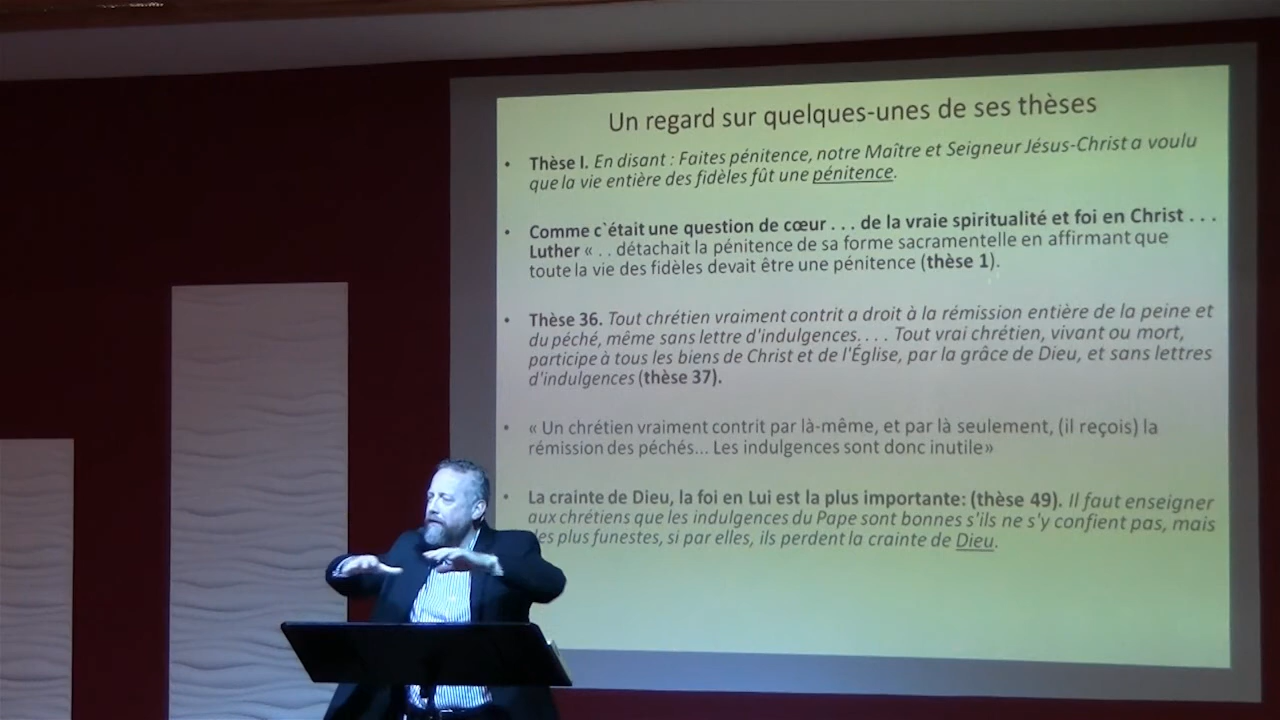 Un regard sur quelques-unes de ses thèses
• Thèse I. En disant : Faites pénitence, notre Maître et Seigneur Jésus-Christ a voulu
que la vie entière des fidèles fût une pénitence.
• Comme c`était une question de cœur . . . de la vraie spiritualité et foi en Christ . . .
Luther « . . détachait la pénitence de sa forme sacramentelle en affirmant que
toute la vie des fidèles devait être une pénitence (thèse 1).
• Thèse 36. Tout chrétien vraiment contrit a droit à la rémission entière de la peine et
du péché, même sans lettre d'indulgences. . . . Tout vrai chrétien, vivant ou mort,
participe à tous les biens de Christ et de l'Église, par la grâce de Dieu, et sans lettres
d'indulgences (thèse 37).
• « Un chrétien vraiment contrit par là-même, et par là seulement, (il reçois) la
rémission des péchés... Les indulgences sont donc inutile»
• La crainte de Dieu, la foi en Lui est la plus importante: (thèse 49). Il faut enseigner
aux chrétiens que les indulgences du Pape sont bonnes s'ils ne s'y confient pas, mais
des plus funestes, si par elles, ils perdent la crainte de Dieu.